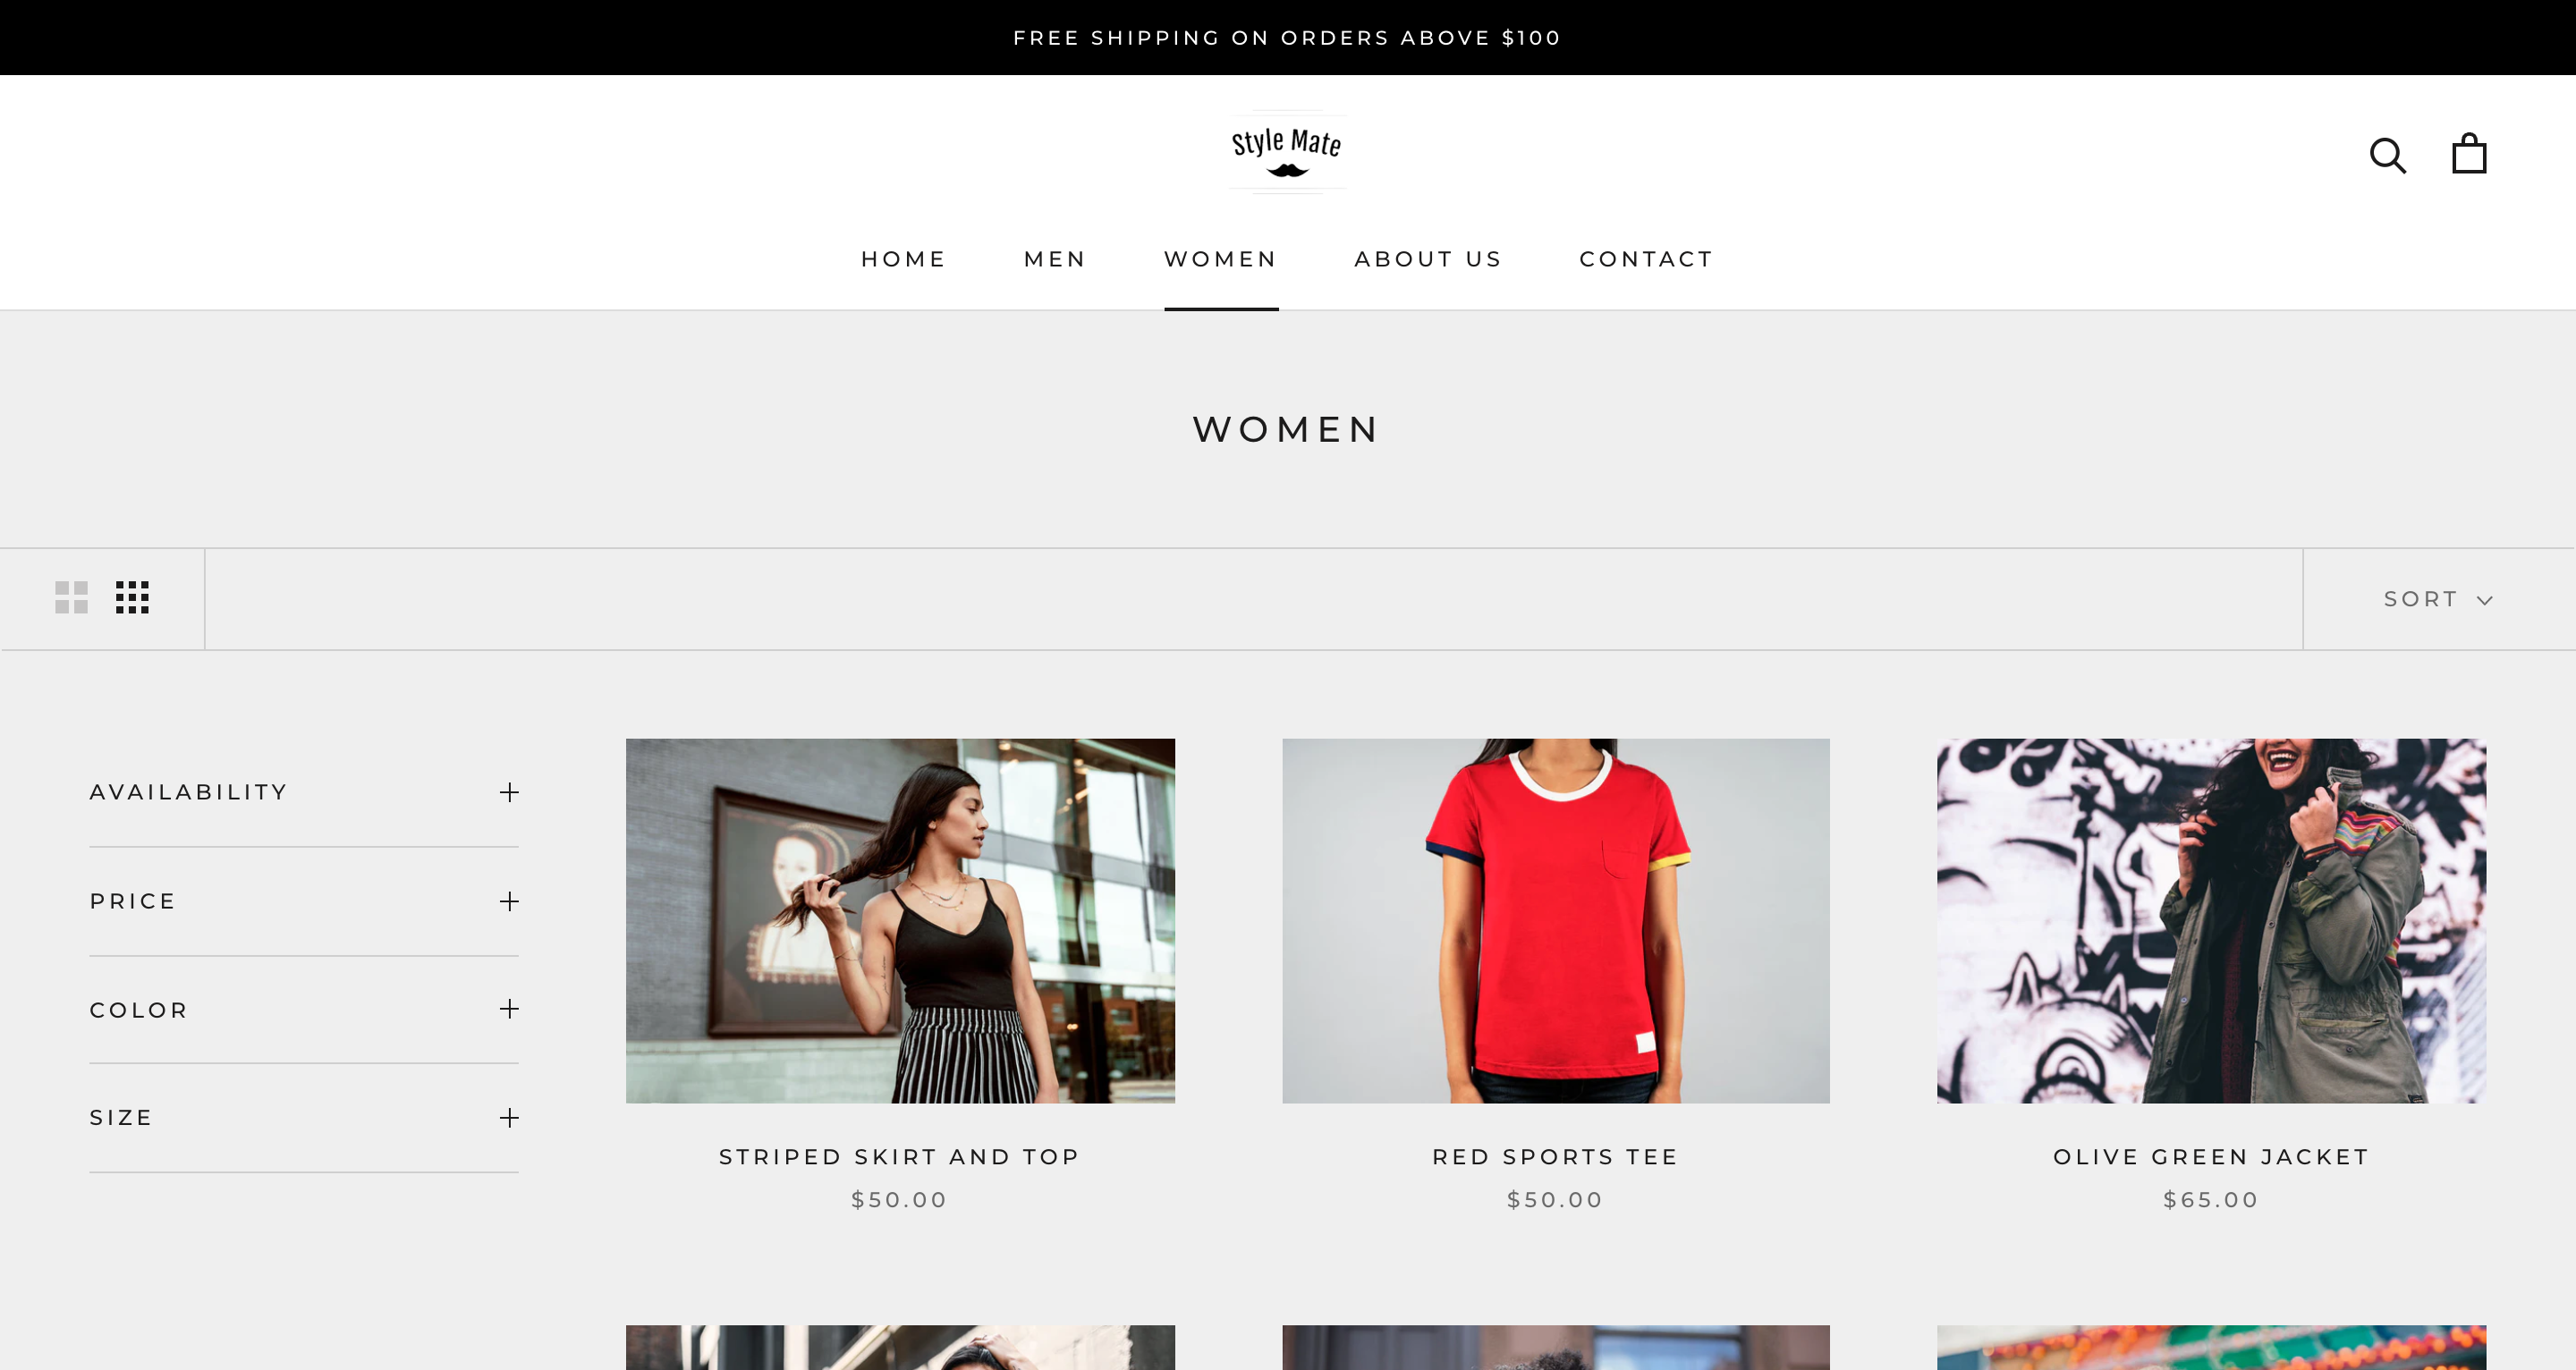 FREE SHIPPING ON ORDERS ABOVE $100
Style Mate
HOME MEN WOMEN ABOUT US CONTACT
WOMEN
SORT
AVAILABILITY
PRICE
COLOR
SIZE
STRIPED SKIRT AND TOP
$50.00
RED SPORTS TEE
$50.00
OLIVE GREEN JACKET
$65.00